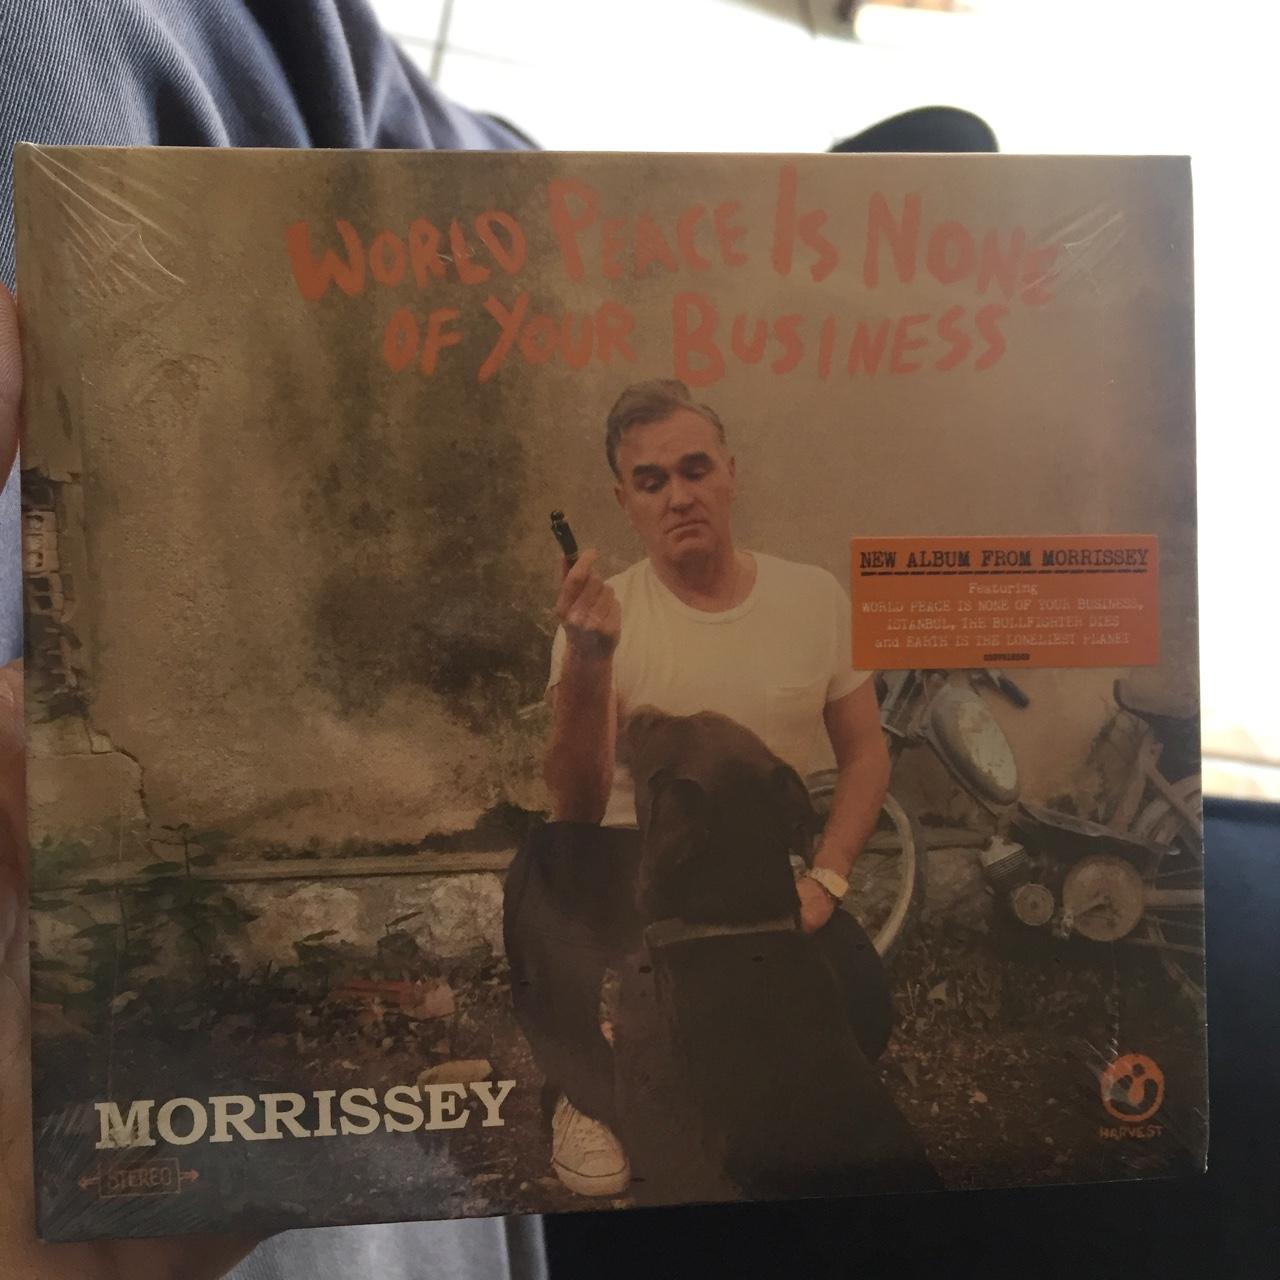 WORLD PEACE IS NONE
OF YOUR BUSINESS
NEW ALBUM FROM MORRISSEY
Featuring
WORLD PEACE IS NONE OF YOUR BUSINESS,
ISTANBUL, THE BULLFIGHTER DIES
and EARTH IS THE LONELIEST PLANET
MORRISSEY
STEREO
HARVEST